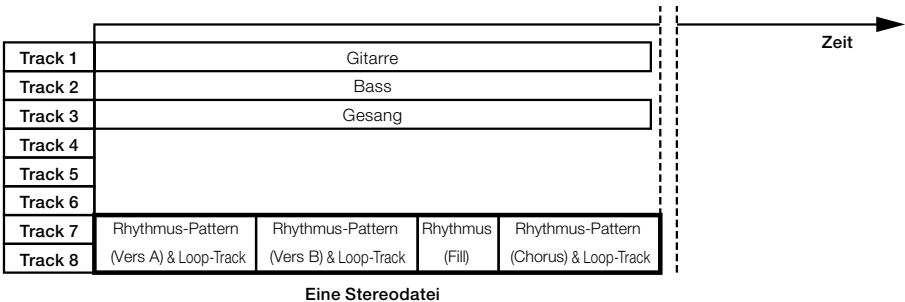 Zeit
Track 1 Gitarre
Track 2 Bass
Track 3 Gesang
Track 4
Track 5
Track 6
Track 7 Rhythmus-Pattern Rhythmus-Pattern Rhythmus Rhythmus-Pattern
Track 8 (Vers A) & Loop-Track (Vers B) & Loop-Track (Fill) (Chorus) & Loop-Track
Eine Stereodatei